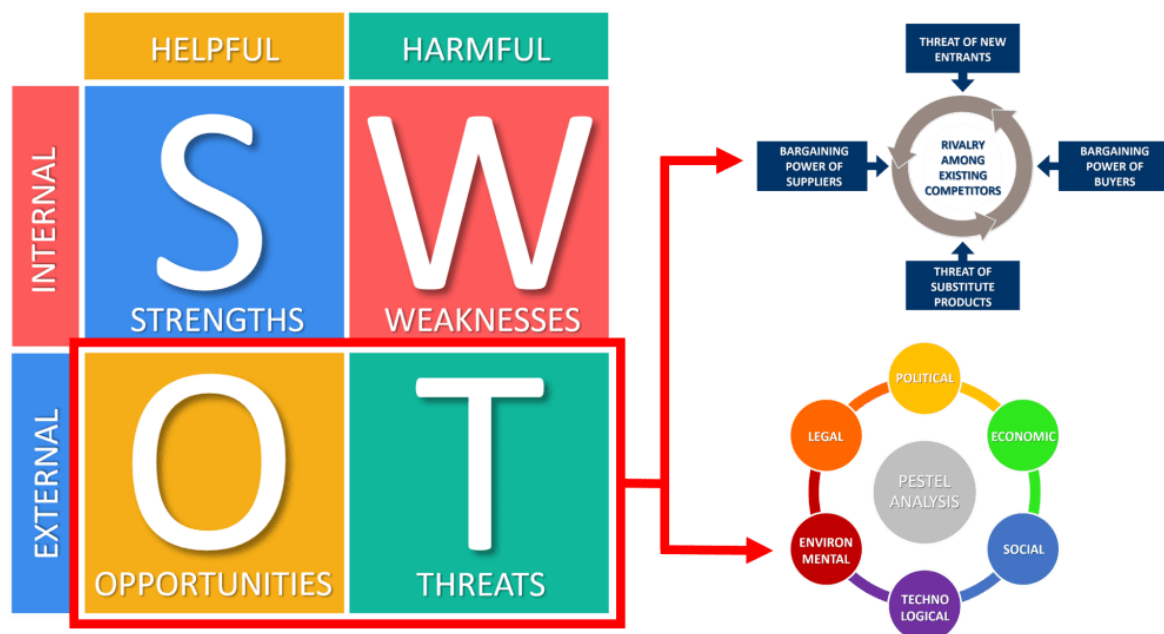 HELPFUL
HARMFUL
INTERNAL
S
STRENGTHS
W
WEAKNESSES
EXTERNAL
O
OPPORTUNITIES
T
THREATS
THREAT OF NEW
ENTRANTS
BARGAINING
POWER OF
SUPPLIERS
RIVALRY
AMONG
EXISTING
COMPETITORS
BARGAINING
POWER OF
BUYERS
THREAT OF
SUBSTITUTE
PRODUCTS
POLITICAL
LEGAL
ECONOMIC
PESTEL
ANALYSIS
ENVIRON
MENTAL
SOCIAL
TECHNO
LOGICAL